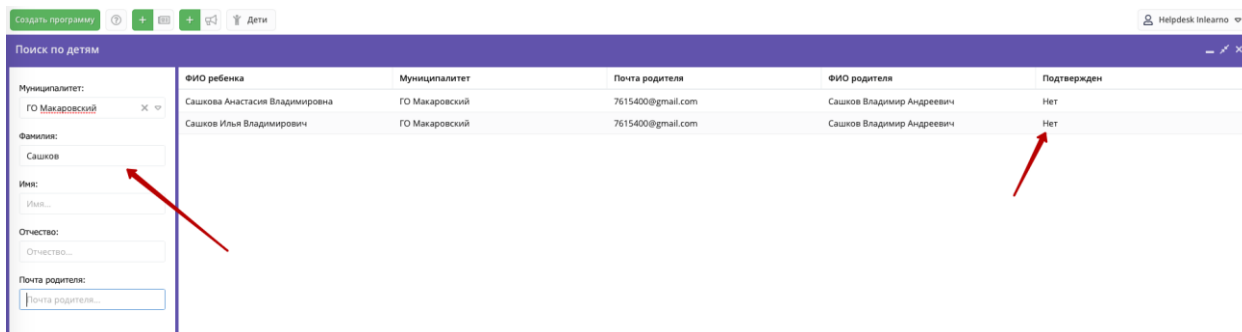 Создать программу Дети Helpdesk Inlearno
Поиск по детям
Муниципалитет:
ГО Макаровский
Фамилия:
Сашков
Имя:
Имя...
Отчество:
Отчество...
Почта родителя:
Почта родителя...
ФИО ребенка Муниципалитет Почта родителя ФИО родителя Подтвержден
Сашкова Анастасия Владимировна ГО Макаровский 7615400@gmail.com Сашков Владимир Андреевич Нет
Сашков Илья Владимирович ГО Макаровский 7615400@gmail.com Сашков Владимир Андреевич Нет